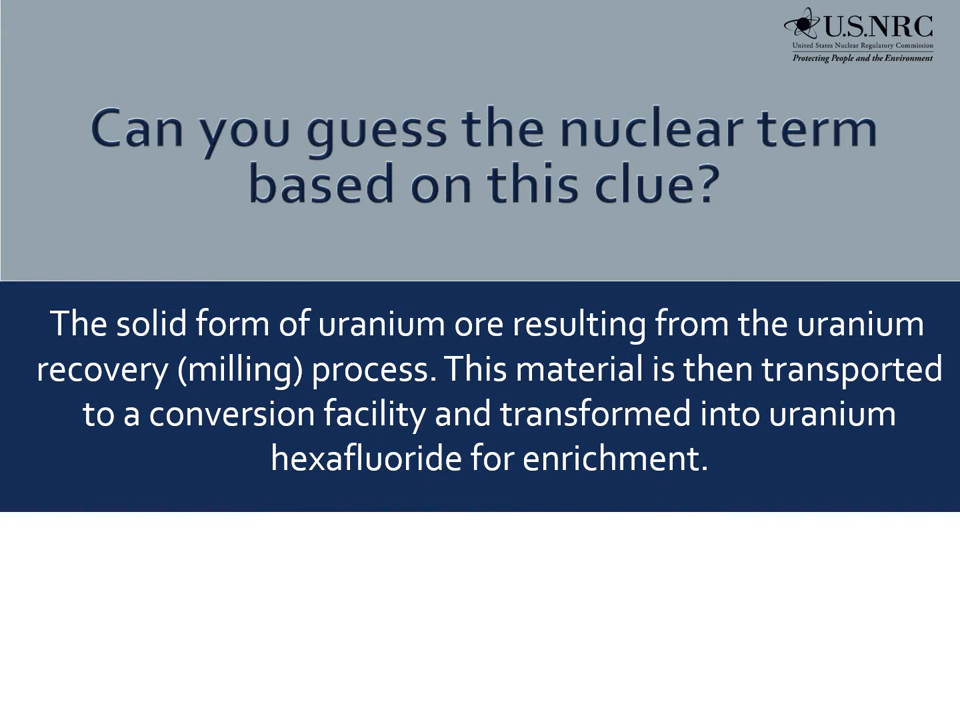 U.S.NRC
United States Nuclear Regulatory Commission
Protecting People and the Environment
Can you guess the nuclear term
based on this clue?
The solid form of uranium ore resulting from the uranium
recovery (milling) process. This material is then transported
to a conversion facility and transformed into uranium
hexafluoride for enrichment.